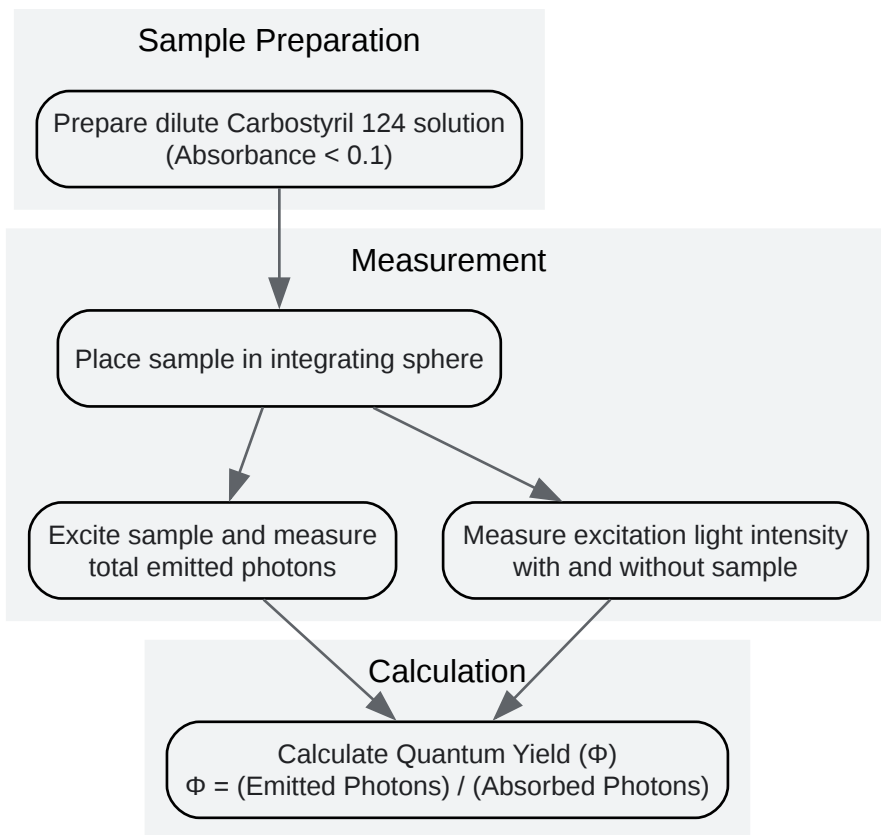 Sample Preparation
Prepare dilute Carbostyril 124 solution
(Absorbance < 0.1)
Measurement
Place sample in integrating sphere
Excite sample and measure
total emitted photons
Measure excitation light intensity
with and without sample
Calculation
Calculate Quantum Yield (Φ)
Φ = (Emitted Photons) / (Absorbed Photons)